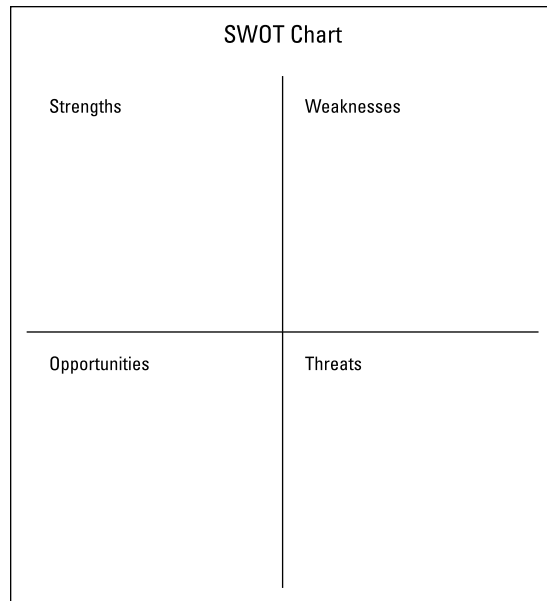 SWOT Chart
Strengths
Weaknesses
Opportunities
Threats